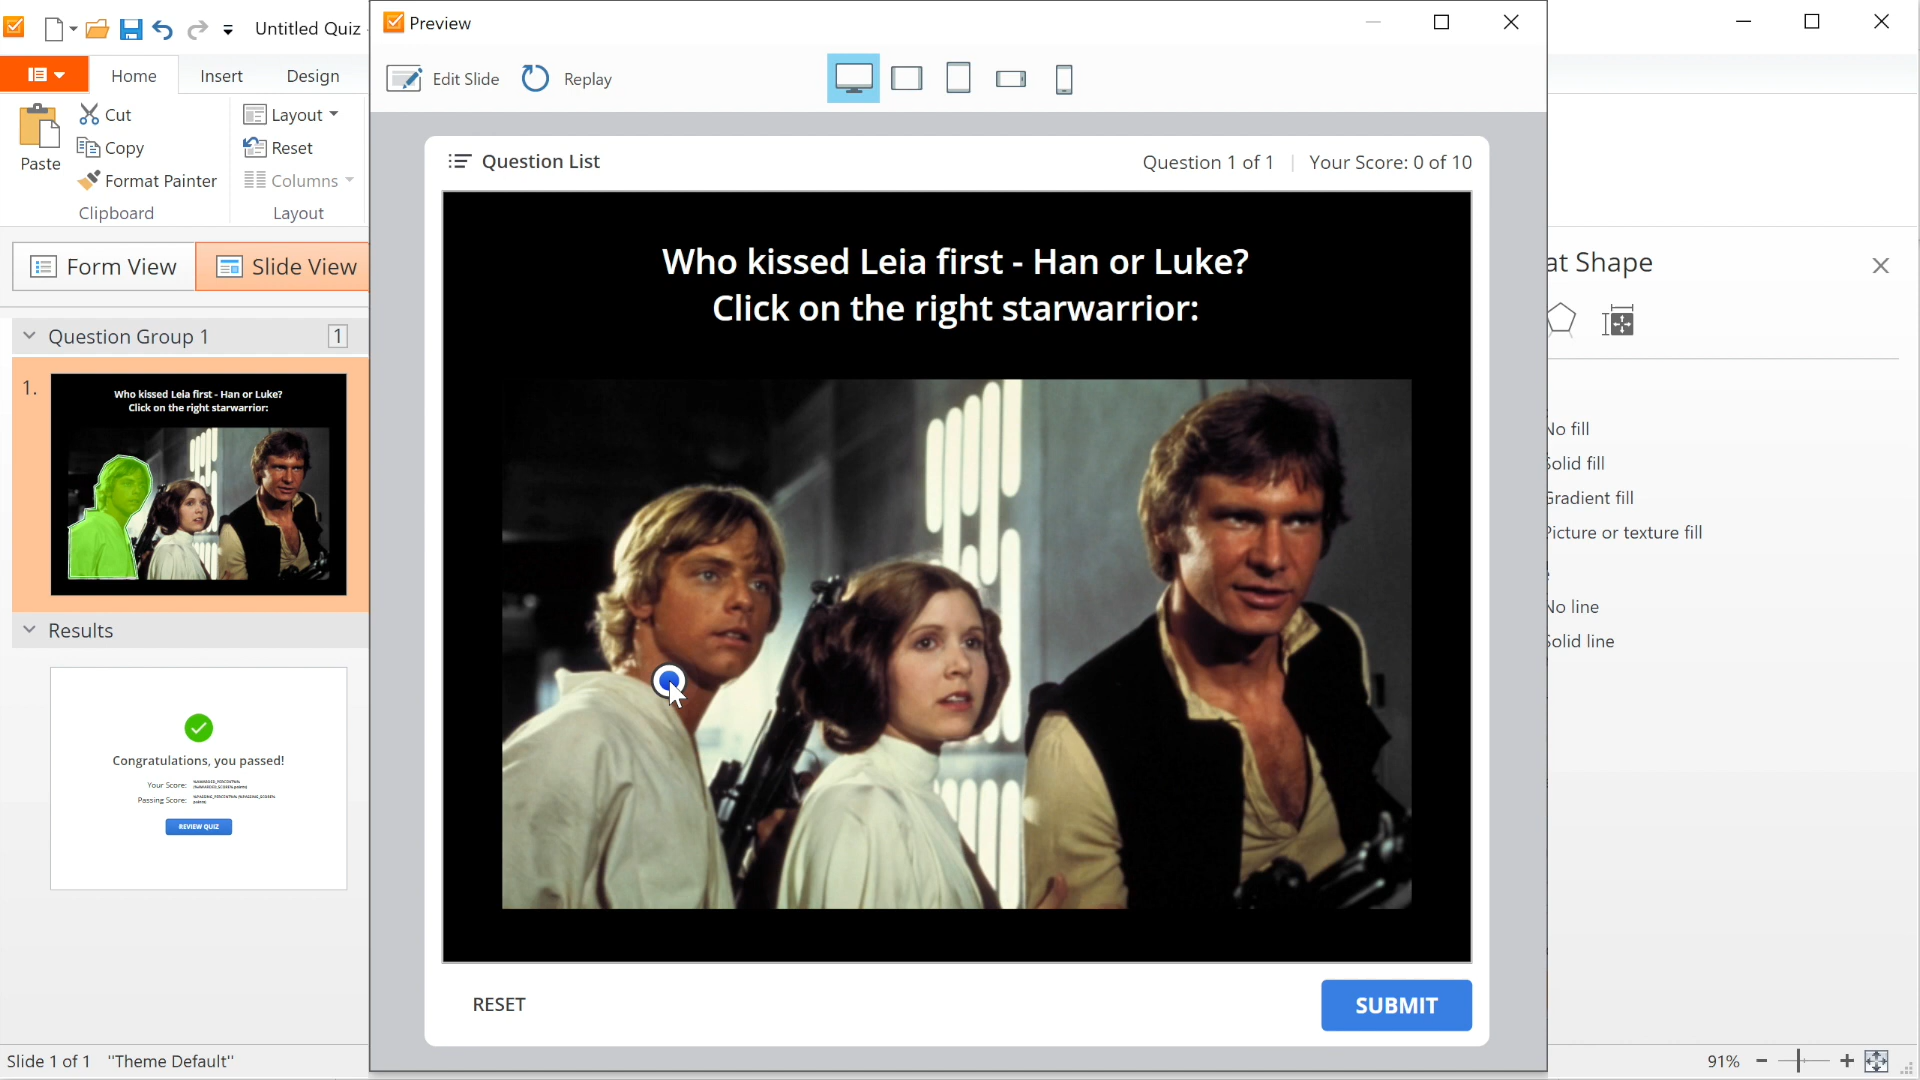 Untitled Quiz
Preview
Home
Insert
Design
Edit Slide
Replay
Paste
Cut
Copy
Format Painter
Clipboard
Layout
Reset
Columns
Layout
Form View
Slide View
Question Group 1
1
1.
Who kissed Leia first - Han or Luke?
Click on the right starwarrior:
Results
Congratulations, you passed!
Your Score:
Passing Score:
REVIEW QUIZ
Question List
Question 1 of 1
Your Score: 0 of 10
Who kissed Leia first - Han or Luke?
Click on the right starwarrior:
RESET
SUBMIT
at Shape
No fill
Solid fill
Gradient fill
Picture or texture fill
No line
Solid line
Slide 1 of 1
"Theme Default"
91%